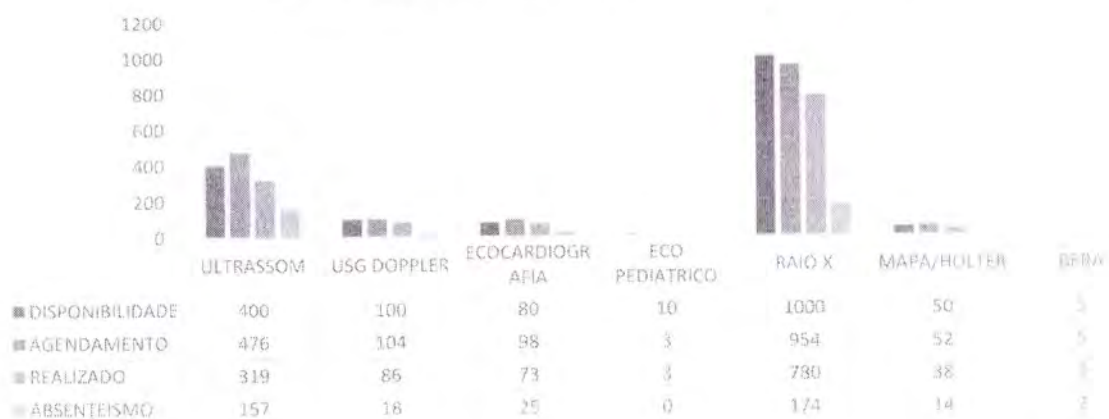 1200
1000
800
600
400
200
0
ULTRASSOM USG DOPPLER ECOCARDIOGR AFIA ECO PEDIATRICO RAIO X MAPA/HOLTER BERA
DISPONIBILIDADE 400 100 80 10 1000 50 5
AGENDAMENTO 476 104 98 3 954 52 5
REALIZADO 319 86 73 3 780 38 3
ABSENTEISMO 157 18 25 0 174 14 2